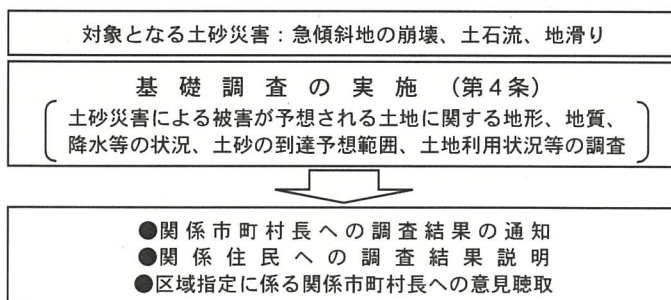 対象となる土砂災害：急傾斜地の崩壊、土石流、地滑り
基礎調査の実施（第4条）
土砂災害による被害が予想される土地に関する地形、地質、
降水等の状況、土砂の到達予想範囲、土地利用状況等の調査
●関係市町村長への調査結果の通知
●関係住民への調査結果説明
●区域指定に係る関係市町村長への意見聴取